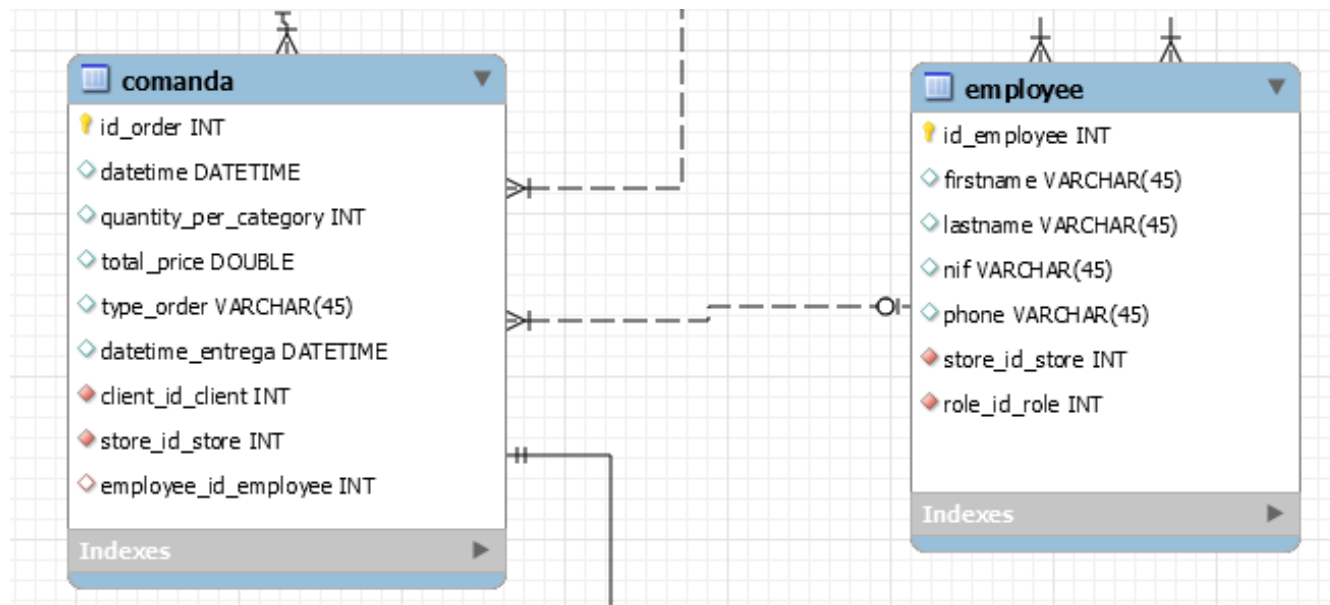 comanda
id_order INT
datetime DATETIME
quantity_per_category INT
total_price DOUBLE
type_order VARCHAR(45)
datetime_entrega DATETIME
client_id_client INT
store_id_store INT
employee_id_employee INT
Indexes
employee
id_employee INT
firstname VARCHAR(45)
lastname VARCHAR(45)
nif VARCHAR(45)
phone VARCHAR(45)
store_id_store INT
role_id_role INT
Indexes